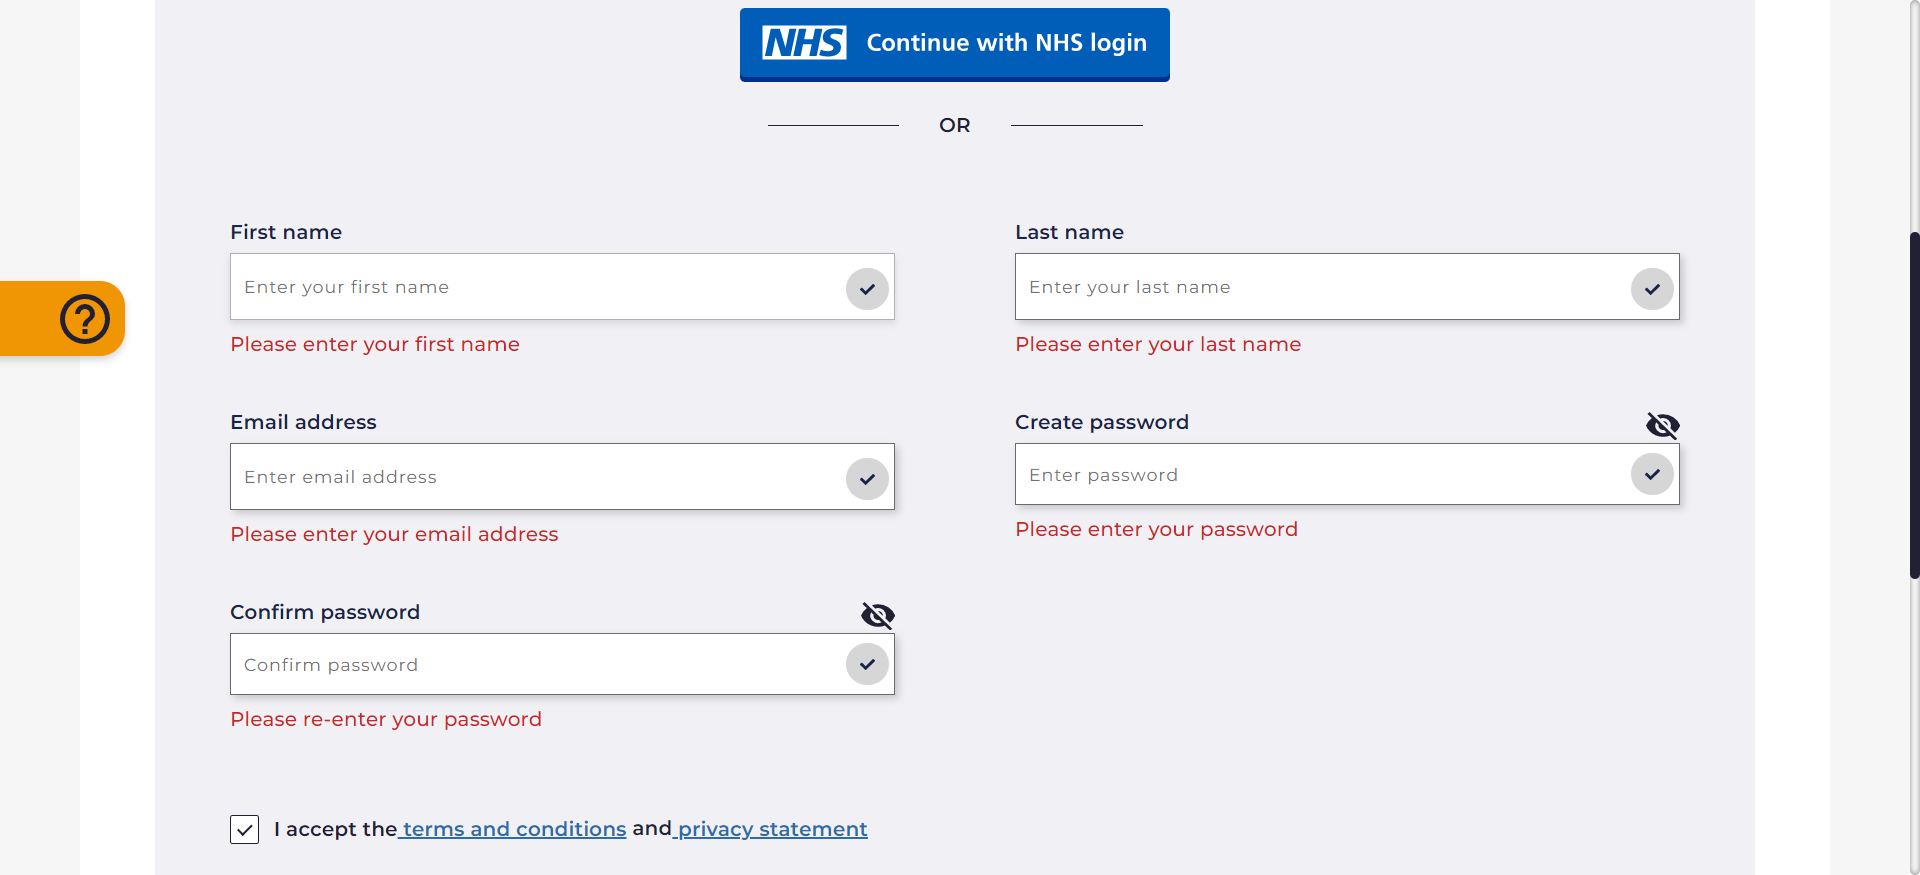 NHS Continue with NHS login
OR
First name
Last name
Enter your first name
Enter your last name
Please enter your first name
Please enter your last name
Email address
Create password
Enter email address
Enter password
Please enter your email address
Please enter your password
Confirm password
Confirm password
Please re-enter your password
I accept the terms and conditions and privacy statement